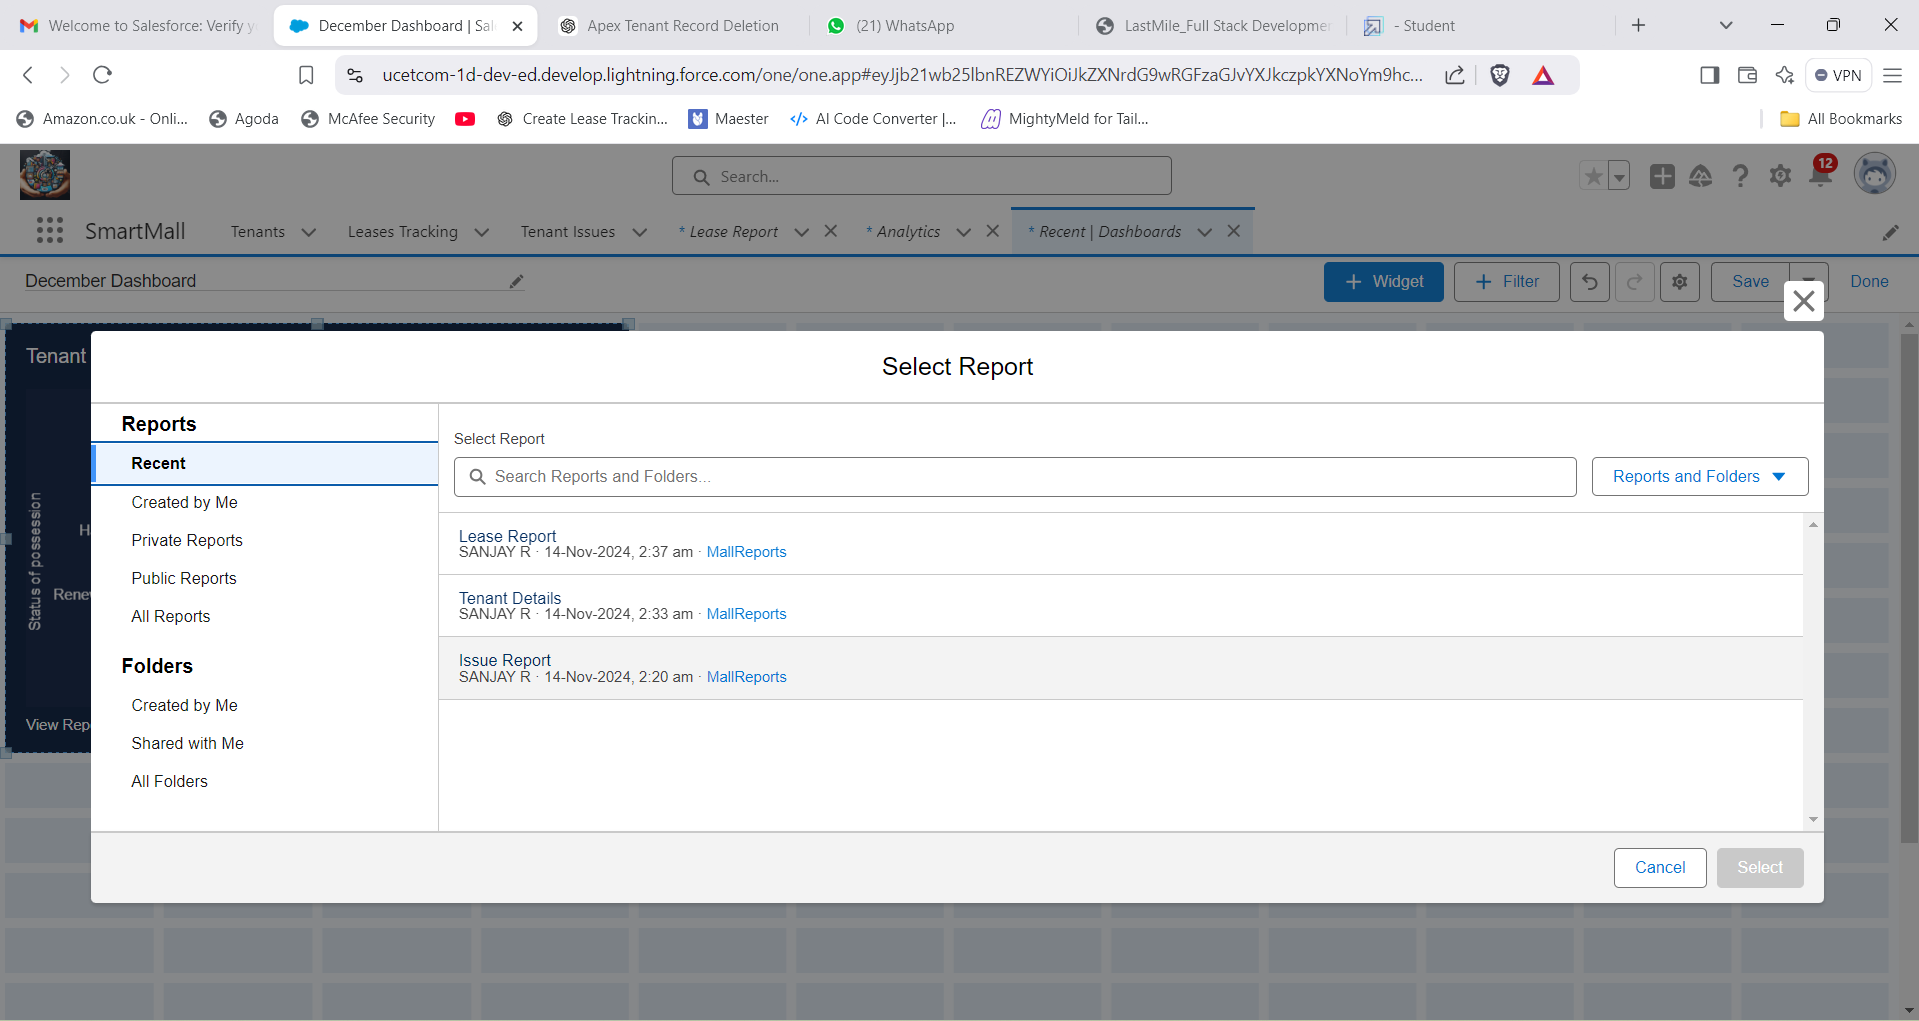 Welcome to Salesforce: Verify y
December Dashboard | Sal
Apex Tenant Record Deletion
(21) WhatsApp
LastMile_Full Stack Developmer
- Student
ucetcom-1d-dev-ed.develop.lightning.force.com/one/one.app#eyJjb21wb25lbnREZWYiOiJkZXNrdG9wRGFzaGJvYXJkczpkYXNoYm9hc...
VPN
Amazon.co.uk - Onli...
Agoda
McAfee Security
Create Lease Trackin...
Maester
AI Code Converter |...
MightyMeld for Tail...
All Bookmarks
Search...
12
SmartMall
Tenants
Leases Tracking
Tenant Issues
* Lease Report
* Analytics
* Recent | Dashboards
December Dashboard
+ Widget
+ Filter
Save
Done
Tenant
Status of possession
H
Rene
View Rep
Select Report
Reports
Recent
Created by Me
Private Reports
Public Reports
All Reports
Folders
Created by Me
Shared with Me
All Folders
Select Report
Search Reports and Folders...
Reports and Folders
Lease Report
SANJAY R · 14-Nov-2024, 2:37 am · MallReports
Tenant Details
SANJAY R · 14-Nov-2024, 2:33 am · MallReports
Issue Report
SANJAY R · 14-Nov-2024, 2:20 am · MallReports
Cancel
Select